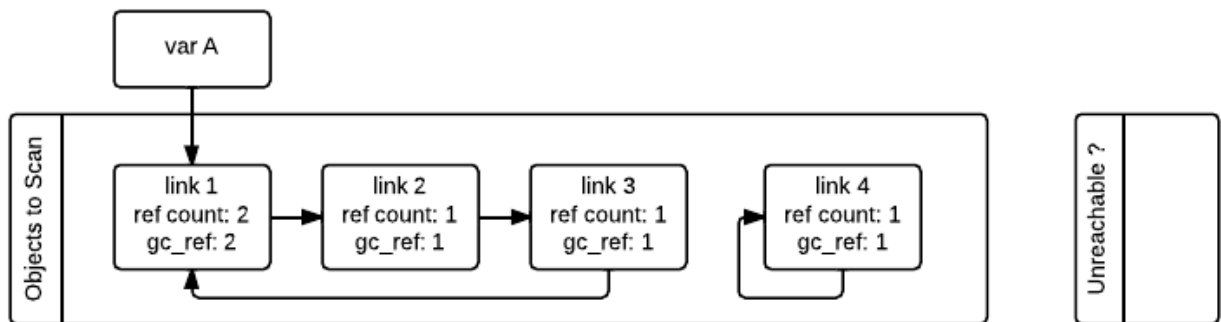 var A
Objects to Scan
link 1
ref count: 2
gc_ref: 2
link 2
ref count: 1
gc_ref: 1
link 3
ref count: 1
gc_ref: 1
link 4
ref count: 1
gc_ref: 1
Unreachable ?